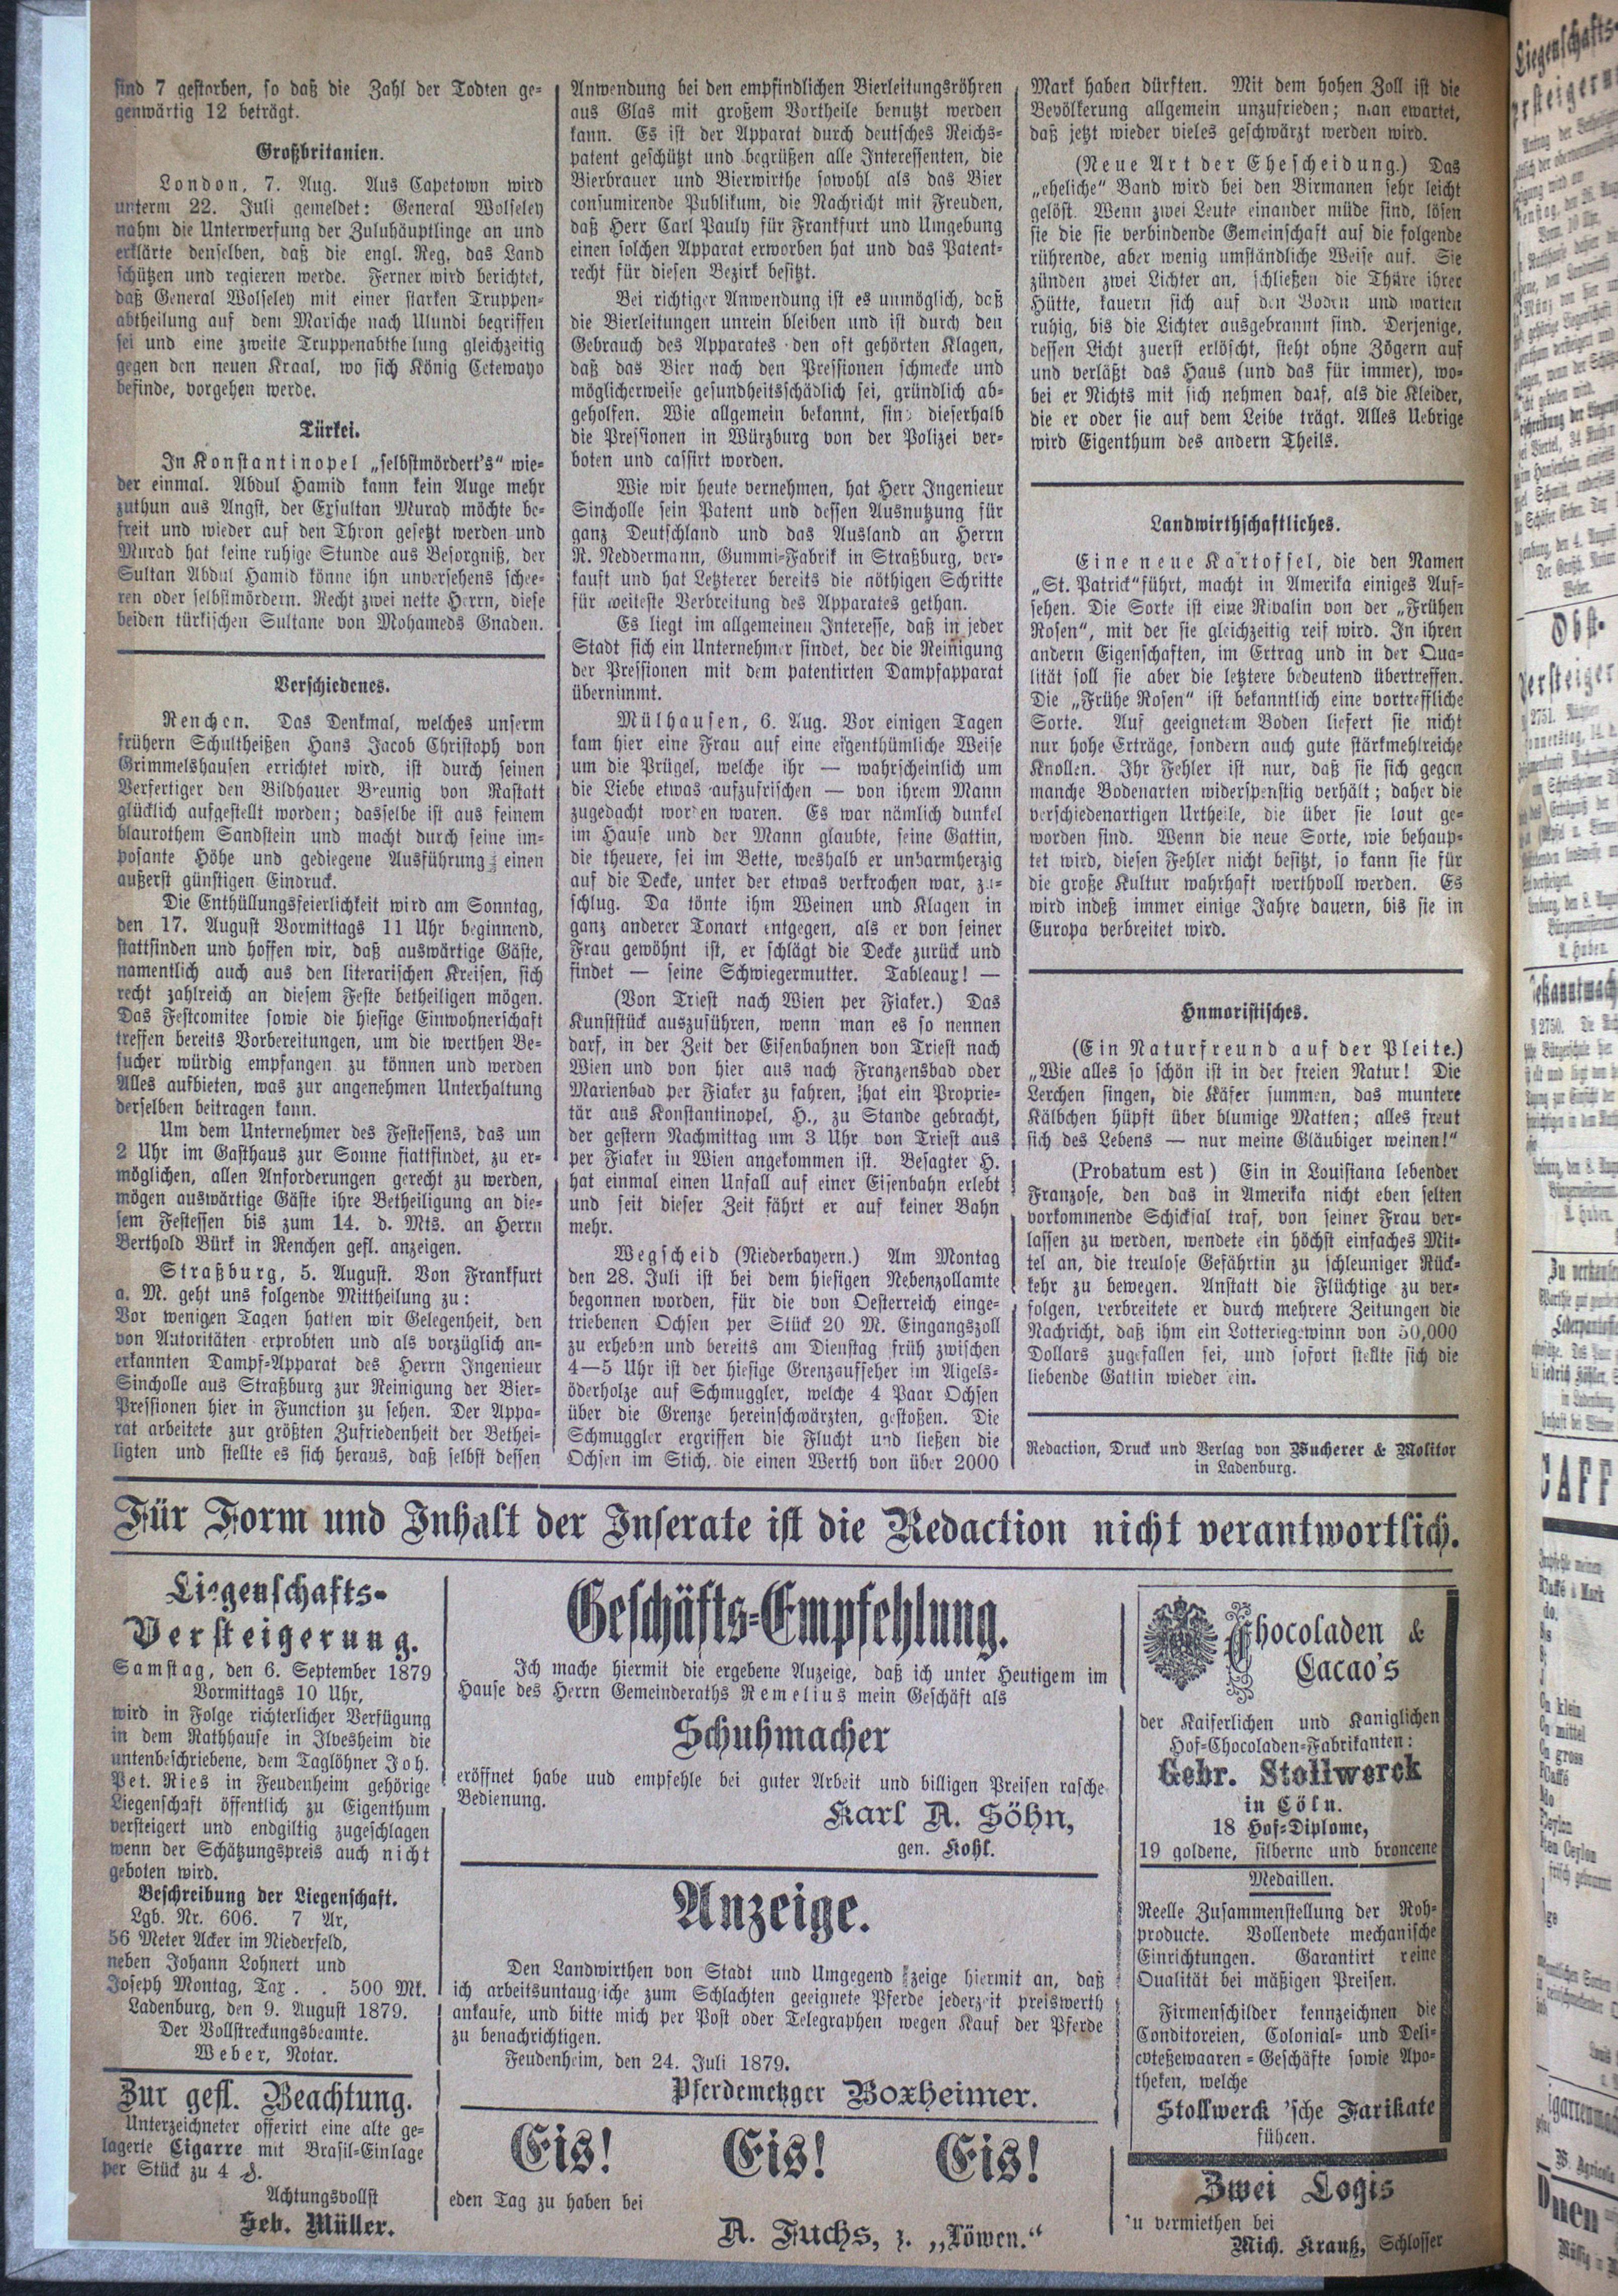 sind 7 gestorben, so daß die Zahl der Todten ge-
genwärtig 12 beträgt.
Großbritanien.
London, 7. Aug. Aus Capetown wird
unterm 22. Juli gemeldet: General Wolseley
nahm die Unterwerfung der Zuluhäuptlinge an und
erklärte denselben, daß die engl. Reg. das Land
schützen und regieren werde. Ferner wird berichtet,
daß General Wolseley mit einer starken Truppen-
abtheilung auf dem Marsche nach Ulundi begriffen
sei und eine zweite Truppenabthe lung gleichzeitig
gegen den neuen Kraal, wo sich König Cetewayo
befinde, vorgehen werde.
Türkei.
In Konstantinopel „selbstmördert's“ wie-
der einmal. Abdul Hamid kann kein Auge mehr
zuthun aus Angst, der Exsultan Murad möchte be-
freit und wieder auf den Thron gesetzt werden und
Murad hat keine ruhige Stunde aus Besorgniß, der
Sultan Abdul Hamid könne ihn unversehens schee-
ren oder selbstmördern. Recht zwei nette Herrn, diese
beiden türkischen Sultane von Mohameds Gnaden.
Verschiedenes.
Renchen. Das Denkmal, welches unserm
frühern Schultheißen Hans Jacob Christoph von
Grimmelshausen errichtet wird, ist durch seinen
Verfertiger den Bildhauer Breunig von Rastatt
glücklich aufgestellt worden; dasselbe ist aus feinem
blaurothem Sandstein und macht durch seine im-
posante Höhe und gediegene Ausführung einen
äußerst günstigen Eindruck.
Die Enthüllungsfeierlichkeit wird am Sonntag,
den 17. August Vormittags 11 Uhr beginnend,
stattfinden und hoffen wir, daß auswärtige Gäste,
namentlich auch aus den literarischen Kreisen, sich
recht zahlreich an diesem Feste betheiligen mögen.
Das Festcomitee sowie die hiesige Einwohnerschaft
treffen bereits Vorbereitungen, um die werthen Be-
sucher würdig empfangen zu können und werden
Alles aufbieten, was zur angenehmen Unterhaltung
derselben beitragen kann.
Um dem Unternehmer des Festessens, das um
2 Uhr im Gasthaus zur Sonne stattfindet, zu er-
möglichen, allen Anforderungen gerecht zu werden,
mögen auswärtige Gäste ihre Betheiligung an die-
sem Festessen bis zum 14. d. Mts. an Herrn
Berthold Bürk in Renchen gefl. anzeigen.
Straßburg, 5. August. Von Frankfurt
a. M. geht uns folgende Mittheilung zu:
Vor wenigen Tagen hatten wir Gelegenheit, den
von Autoritäten erprobten und als vorzüglich an-
erkannten Dampf-Apparat des Herrn Ingenieur
Sincholle aus Straßburg zur Reinigung der Bier-
Pressionen hier in Function zu sehen. Der Appa-
rat arbeitete zur größten Zufriedenheit der Bethei-
ligten und stellte es sich heraus, daß selbst dessen
Anwendung bei den empfindlichen Bierleitungsröhren
aus Glas mit großem Vortheile benutzt werden
kann. Es ist der Apparat durch deutsches Reichs-
patent geschützt und begrüßen alle Interessenten, die
Bierbrauer und Bierwirthe sowohl als das Bier
consumirende Publikum, die Nachricht mit Freuden,
daß Herr Carl Pauly für Frankfurt und Umgebung
einen solchen Apparat erworben hat und das Patent-
recht für diesen Bezirk besitzt.
Bei richtiger Anwendung ist es unmöglich, daß
die Bierleitungen unrein bleiben und ist durch den
Gebrauch des Apparates den oft gehörten Klagen,
daß das Bier nach den Pressionen schmecke und
möglicherweise gesundheitsschädlich sei, gründlich ab-
geholfen. Wie allgemein bekannt, sind dieserhalb
die Pressionen in Würzburg von der Polizei ver-
boten und cassirt worden.
Wie wir heute vernehmen, hat Herr Ingenieur
Sincholle sein Patent und dessen Ausnutzung für
ganz Deutschland und das Ausland an Herrn
R. Neddermann, Gummi-Fabrik in Straßburg, ver-
kauft und hat Letzterer bereits die nöthigen Schritte
für weiteste Verbreitung des Apparates gethan.
Es liegt im allgemeinen Interesse, daß in jeder
Stadt sich ein Unternehmer findet, der die Reinigung
der Pressionen mit dem patentirten Dampfapparat
übernimmt.
Mülhausen, 6. Aug. Vor einigen Tagen
kam hier eine Frau auf eine eigenthümliche Weise
um die Prügel, welche ihr — wahrscheinlich um
die Liebe etwas aufzufrischen — von ihrem Mann
zugedacht worden waren. Es war nämlich dunkel
im Hause und der Mann glaubte, seine Gattin,
die theuere, sei im Bette, weshalb er unbarmherzig
auf die Decke, unter der etwas verkrochen war, zu-
schlug. Da tönte ihm Weinen und Klagen in
ganz anderer Tonart entgegen, als er von seiner
Frau gewöhnt ist, er schlägt die Decke zurück und
findet — seine Schwiegermutter. Tableaux! —
(Von Triest nach Wien per Fiaker.) Das
Kunststück auszuführen, wenn man es so nennen
darf, in der Zeit der Eisenbahnen von Triest nach
Wien und von hier aus nach Franzensbad oder
Marienbad per Fiaker zu fahren, hat ein Proprie-
tär aus Konstantinopel, H., zu Stande gebracht,
der gestern Nachmittag um 3 Uhr von Triest aus
per Fiaker in Wien angekommen ist. Besagter H.
hat einmal einen Unfall auf einer Eisenbahn erlebt
und seit dieser Zeit fährt er auf keiner Bahn
mehr.
Wegscheid (Niederbayern.) Am Montag
den 28. Juli ist bei dem hiesigen Nebenzollamte
begonnen worden, für die von Oesterreich einge-
triebenen Ochsen per Stück 20 M. Eingangszoll
zu erheben und bereits am Dienstag früh zwischen
4—5 Uhr ist der hiesige Grenzaufseher im Aigels-
öderholze auf Schmuggler, welche 4 Paar Ochsen
über die Grenze hereinschwärzten, gestoßen. Die
Schmuggler ergriffen die Flucht und ließen die
Ochsen im Stich, die einen Werth von über 2000
Mark haben dürften. Mit dem hohen Zoll ist die
Bevölkerung allgemein unzufrieden; man ewartet,
daß jetzt wieder vieles geschwärzt werden wird.
(Neue Art der Ehescheidung.) Das
„eheliche“ Band wird bei den Birmanen sehr leicht
gelöst. Wenn zwei Leute einander müde sind, lösen
sie die sie verbindende Gemeinschaft auf die folgende
rührende, aber wenig umständliche Weise auf. Sie
zünden zwei Lichter an, schließen die Thüre ihrer
Hütte, kauern sich auf den Boden und warten
ruhig, bis die Lichter ausgebrannt sind. Derjenige,
dessen Licht zuerst erlöscht, steht ohne Zögern auf
und verläßt das Haus (und das für immer), wo-
bei er Nichts mit sich nehmen darf, als die Kleider,
die er oder sie auf dem Leibe trägt. Alles Uebrige
wird Eigenthum des andern Theils.
Landwirthschaftliches.
Eine neue Kartoffel, die den Namen
„St. Patrick“ führt, macht in Amerika einiges Auf-
sehen. Die Sorte ist eine Rivalin von der „Frühen
Rosen“, mit der sie gleichzeitig reif wird. In ihren
andern Eigenschaften, im Ertrag und in der Qua-
lität soll sie aber die letztere bedeutend übertreffen.
Die „Frühe Rosen“ ist bekanntlich eine vortreffliche
Sorte. Auf geeignetem Boden liefert sie nicht
nur hohe Erträge, sondern auch gute stärkmehlreiche
Knollen. Ihr Fehler ist nur, daß sie sich gegen
manche Bodenarten widerspenstig verhält; daher die
verschiedenartigen Urtheile, die über sie laut ge-
worden sind. Wenn die neue Sorte, wie behaup-
tet wird, diesen Fehler nicht besitzt, so kann sie für
die große Kultur wahrhaft werthvoll werden. Es
wird indeß immer einige Jahre dauern, bis sie in
Europa verbreitet wird.
Humoristisches.
(Ein Naturfreund auf der Pleite.)
„Wie alles so schön ist in der freien Natur! Die
Lerchen singen, die Käfer summen, das muntere
Kälbchen hüpft über blumige Matten; alles freut
sich des Lebens — nur meine Gläubiger weinen!“
(Probatum est) Ein in Louisiana lebender
Franzose, den das in Amerika nicht eben selten
vorkommende Schicksal traf, von seiner Frau ver-
lassen zu werden, wendete ein höchst einfaches Mit-
tel an, die treulose Gefährtin zu schleuniger Rück-
kehr zu bewegen. Anstatt die Flüchtige zu ver-
folgen, verbreitete er durch mehrere Zeitungen die
Nachricht, daß ihm ein Lotteriegewinn von 50,000
Dollars zugefallen sei, und sofort stellte sich die
liebende Gattin wieder ein.
Redaction, Druck und Verlag von Wucherer & Molitor
in Ladenburg.
Für Form und Inhalt der Inserate ist die Redaction nicht verantwortlich.
Liegenschafts-
Versteigerung.
Samstag, den 6. September 1879
Vormittags 10 Uhr,
wird in Folge richterlicher Verfügung
in dem Rathhause in Ilvesheim die
untenbeschriebene, dem Taglöhner Joh.
Pet. Ries in Feudenheim gehörige
Liegenschaft öffentlich zu Eigenthum
versteigert und endgiltig zugeschlagen
wenn der Schätzungspreis auch nicht
geboten wird.
Beschreibung der Liegenschaft.
Lgb. Nr. 606. 7 Ar,
56 Meter Acker im Niederfeld,
neben Johann Lohnert und
Joseph Montag, Tax . . 500 Mk.
Ladenburg, den 9. August 1879.
Der Vollstreckungsbeamte.
Weber, Notar.
Zur gefl. Beachtung.
Unterzeichneter offerirt eine alte ge-
lagerte Cigarre mit Brasil-Einlage
per Stück zu 4 ₰.
Achtungsvollst
Seb. Müller.
Geschäfts-Empfehlung.
Ich mache hiermit die ergebene Anzeige, daß ich unter Heutigem im
Hause des Herrn Gemeinderaths Remelius mein Geschäft als
Schuhmacher
eröffnet habe und empfehle bei guter Arbeit und billigen Preisen rasche
Bedienung.
Karl A. Söhn,
gen. Kohl.
Anzeige.
Den Landwirthen von Stadt und Umgegend zeige hiermit an, daß
ich arbeitsuntaug iche zum Schlachten geeignete Pferde jederzeit preiswerth
ankaufe, und bitte mich per Post oder Telegraphen wegen Kauf der Pferde
zu benachrichtigen.
Feudenheim, den 24. Juli 1879.
Pferdemetzger Boxheimer.
Eis! Eis! Eis!
eden Tag zu haben bei
A. Fuchs, z. „Löwen.“
Chocoladen &
Cacao's
der Kaiserlichen und Kaniglichen
Hof-Chocoladen-Fabrikanten:
Gebr. Stollwerck
in Cöln.
18 Hof-Diplome,
19 goldene, silberne und broncene
Medaillen.
Reelle Zusammenstellung der Roh-
producte. Vollendete mechanische
Einrichtungen. Garantirt reine
Qualität bei mäßigen Preisen.
Firmenschilder kennzeichnen die
Conditoreien, Colonial- und Deli-
cateßewaaren-Geschäfte sowie Apo-
theken, welche
Stollwerck 'sche Farikate
führen.
Zwei Logis
u vermiethen bei
Mich. Krauß, Schlosser